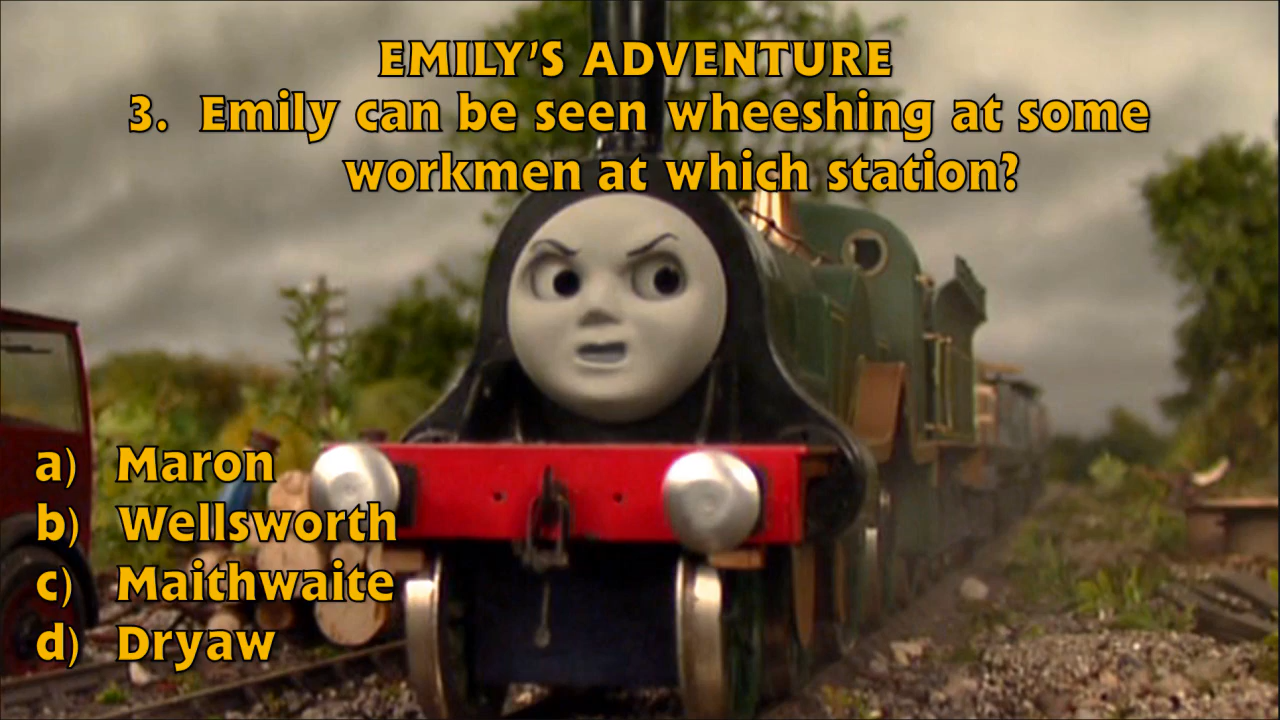 EMILY'S ADVENTURE
3. Emily can be seen wheeshing at some
workmen at which station?
a) Maron
b) Wellsworth
c) Maithwaite
d) Dryaw